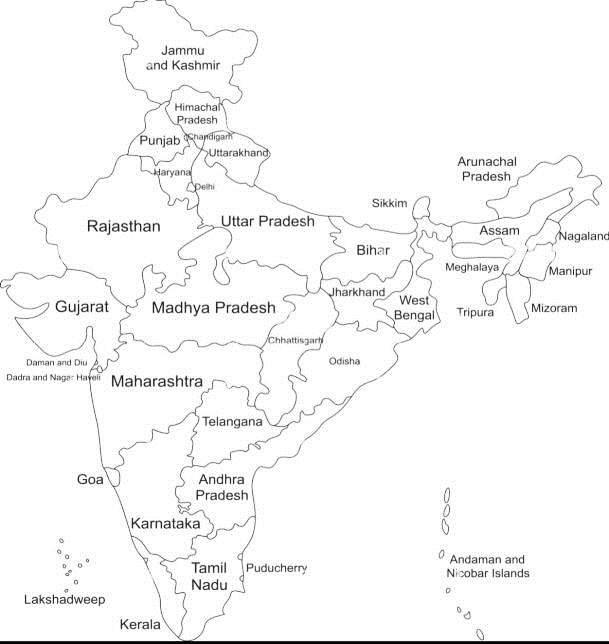 Jammu
and Kashmir
Himachal
Pradesh
Punjab
Chandigarh
Uttarakhand
Haryana
Delhi
Arunachal
Pradesh
Sikkim
Rajasthan
Uttar Pradesh
Assam
Nagaland
Bihar
Meghalaya
Manipur
Jharkhand
Gujarat
Madhya Pradesh
West
Bengal
Tripura
Mizoram
Chhattisgarh
Daman and Diu
Odisha
Dadra and Nagar Haveli
Maharashtra
Telangana
Goa
Andhra
Pradesh
Karnataka
Andaman and
Nicobar Islands
Tamil
Nadu
Puducherry
Lakshadweep
Kerala